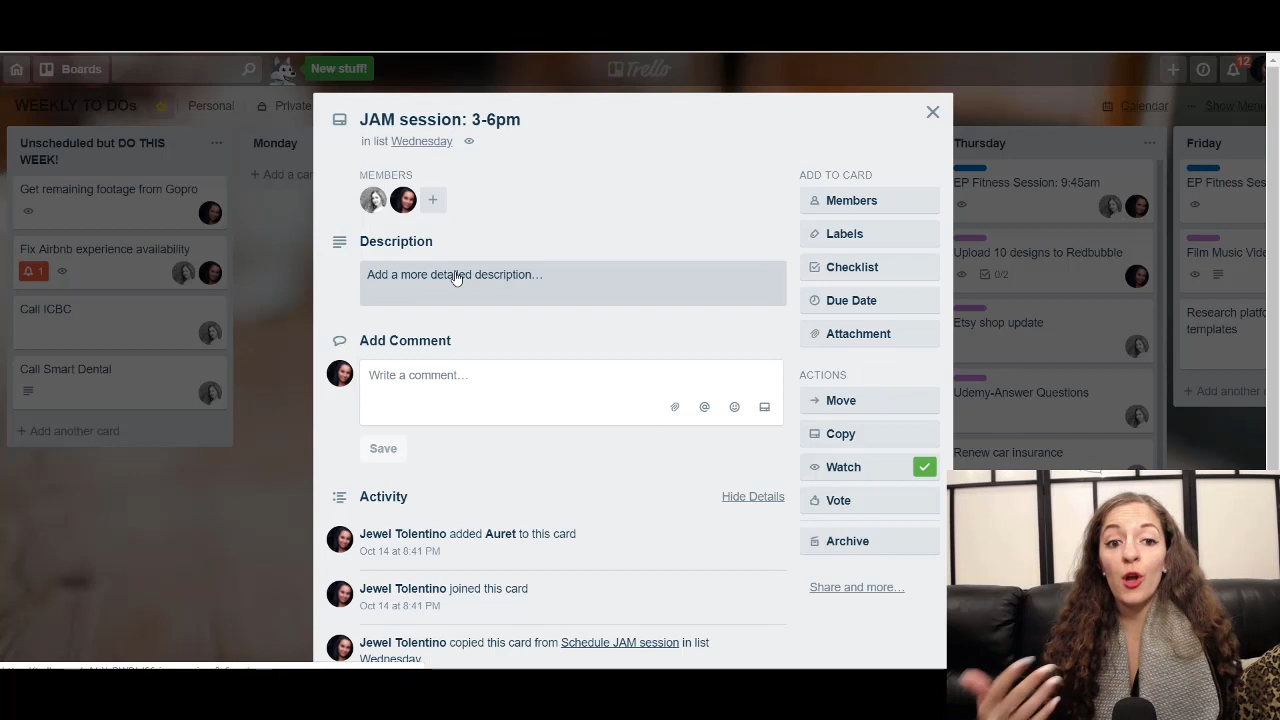 Boards
New stuff!
Trello
12
WEEKLY TO DOs
Personal
Private
Calendar
Show Menu
Unscheduled but DO THIS
WEEK!
Get remaining footage from Gopro
Fix Airbnb experience availability
1
Call ICBC
Call Smart Dental
+ Add another card
Monday
+ Add a car
JAM session: 3-6pm
in list Wednesday
MEMBERS
Description
Add a more detailed description…
Add Comment
Write a comment…
Save
Activity
Hide Details
Jewel Tolentino added Auret to this card
Oct 14 at 8:41 PM
Jewel Tolentino joined this card
Oct 14 at 8:41 PM
Jewel Tolentino copied this card from Schedule JAM session in list
Wednesday
ADD TO CARD
Members
Labels
Checklist
Due Date
Attachment
ACTIONS
Move
Copy
Watch
Vote
Archive
Share and more…
Thursday
EP Fitness Session: 9:45am
Upload 10 designs to Redbubble
0/2
Etsy shop update
Udemy-Answer Questions
Renew car insurance
Friday
EP Fitness Ses
Film Music Vide
Research platfo
templates
+ Add another